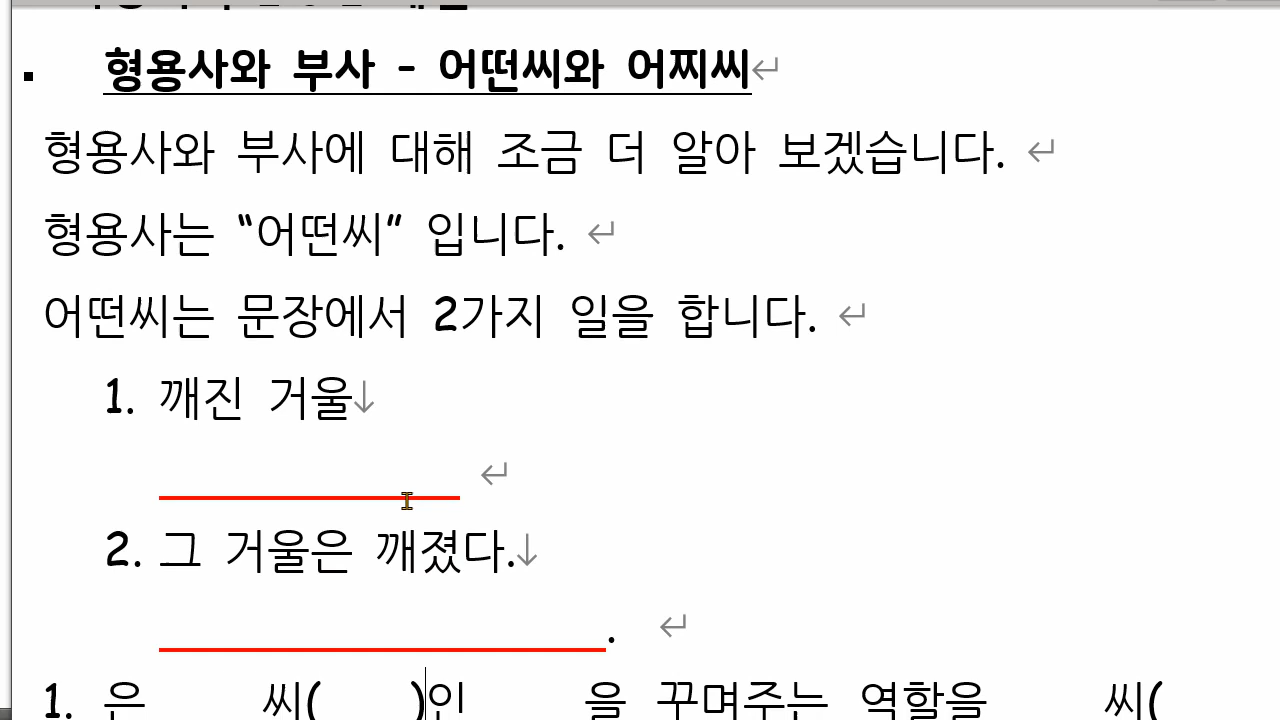 형용사와 부사 - 어떤씨와 어찌씨
형용사와 부사에 대해 조금 더 알아 보겠습니다.
형용사는 “어떤씨” 입니다.
어떤씨는 문장에서 2가지 일을 합니다.
1. 깨진 거울
2. 그 거울은 깨졌다.
.
1. 은 씨( )인 을 꾸며주는 역할을 씨(